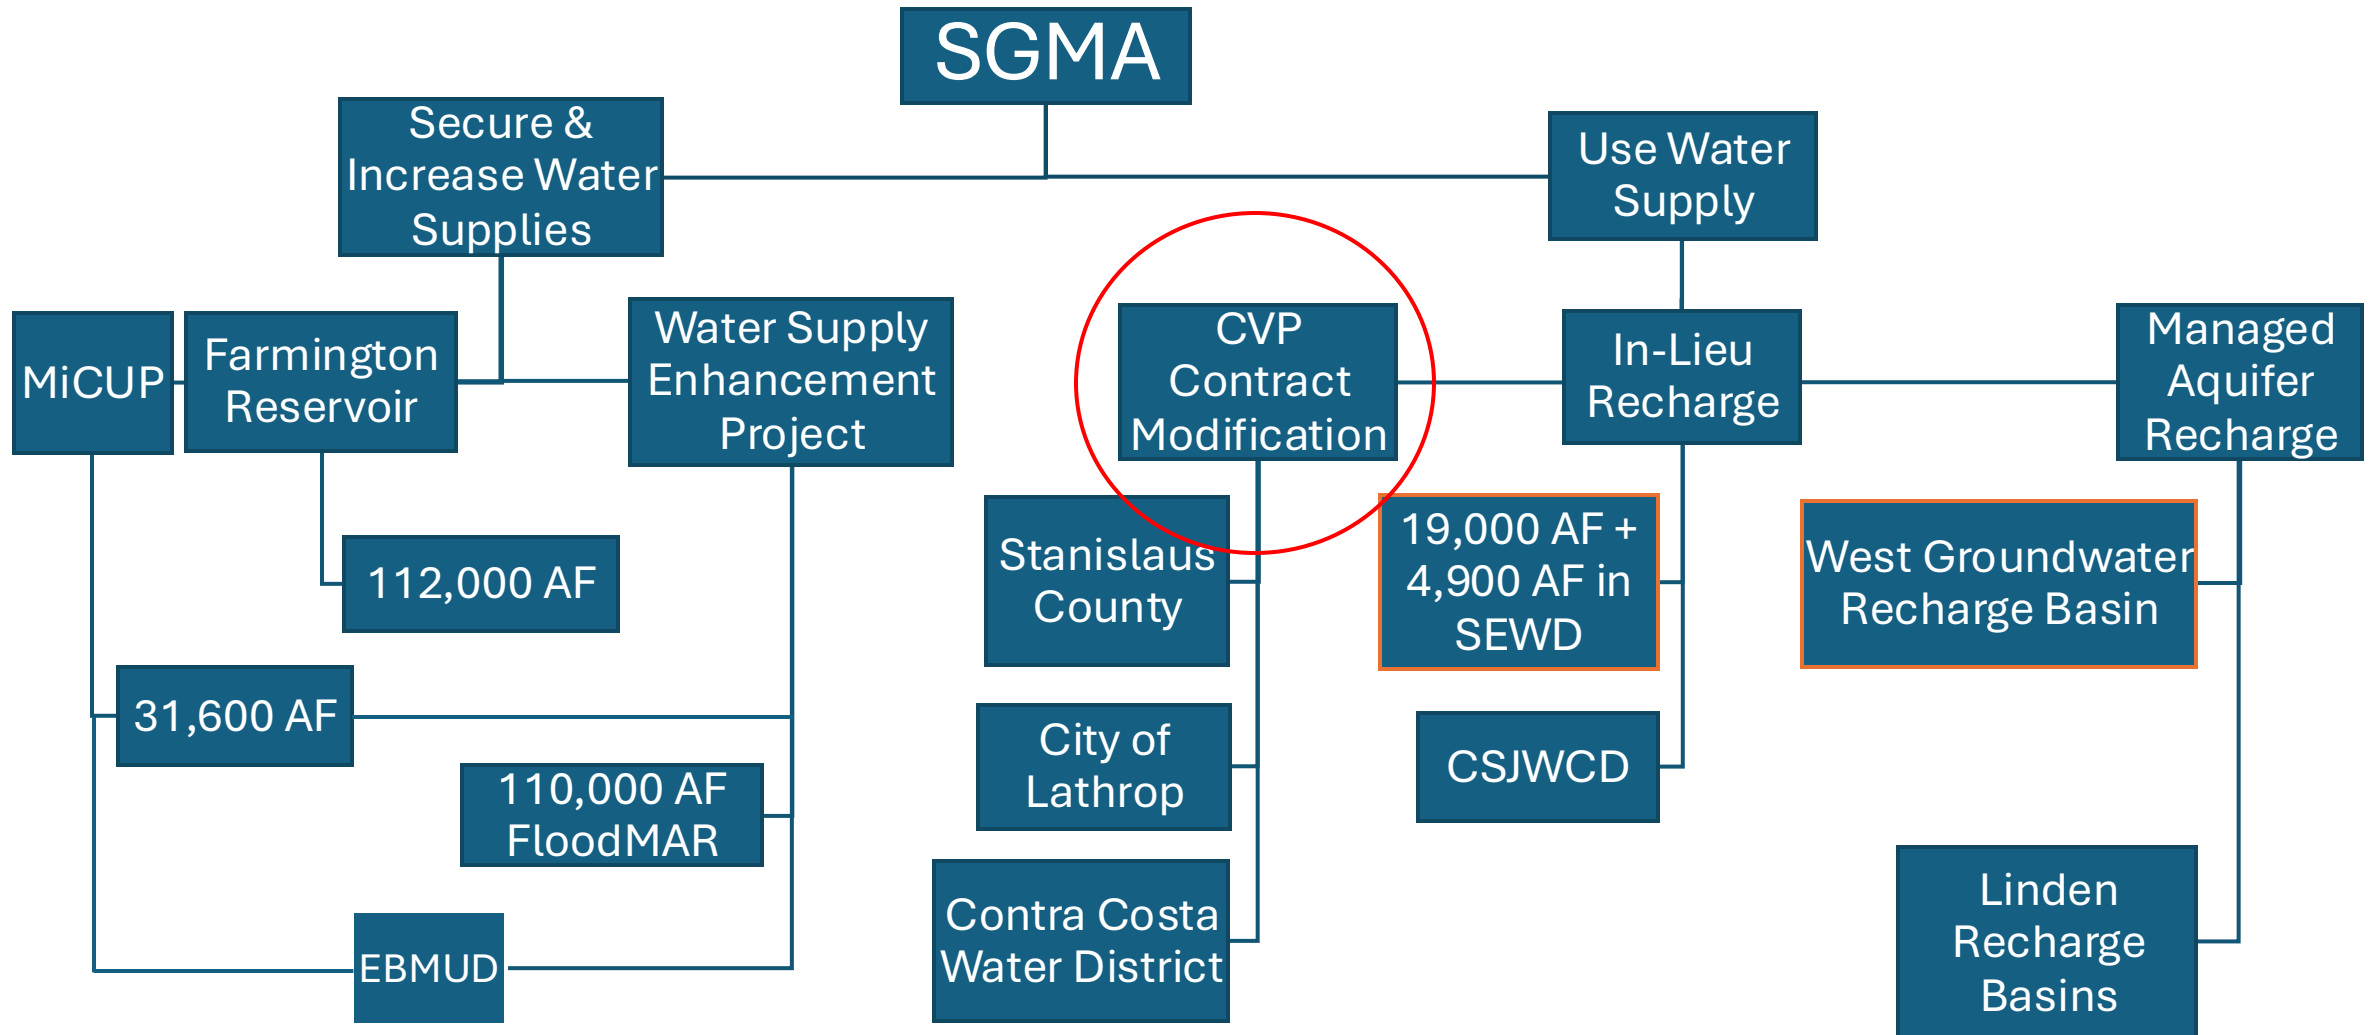 SGMA
Secure &
Increase Water
Supplies
Use Water
Supply
MiCUP
Farmington
Reservoir
Water Supply
Enhancement
Project
CVP
Contract
Modification
In-Lieu
Recharge
Managed
Aquifer
Recharge
112,000 AF
31,600 AF
110,000 AF
FloodMAR
EBMUD
Stanislaus
County
City of
Lathrop
Contra Costa
Water District
19,000 AF +
4,900 AF in
SEWD
CSJWCD
West Groundwater
Recharge Basin
Linden
Recharge
Basins